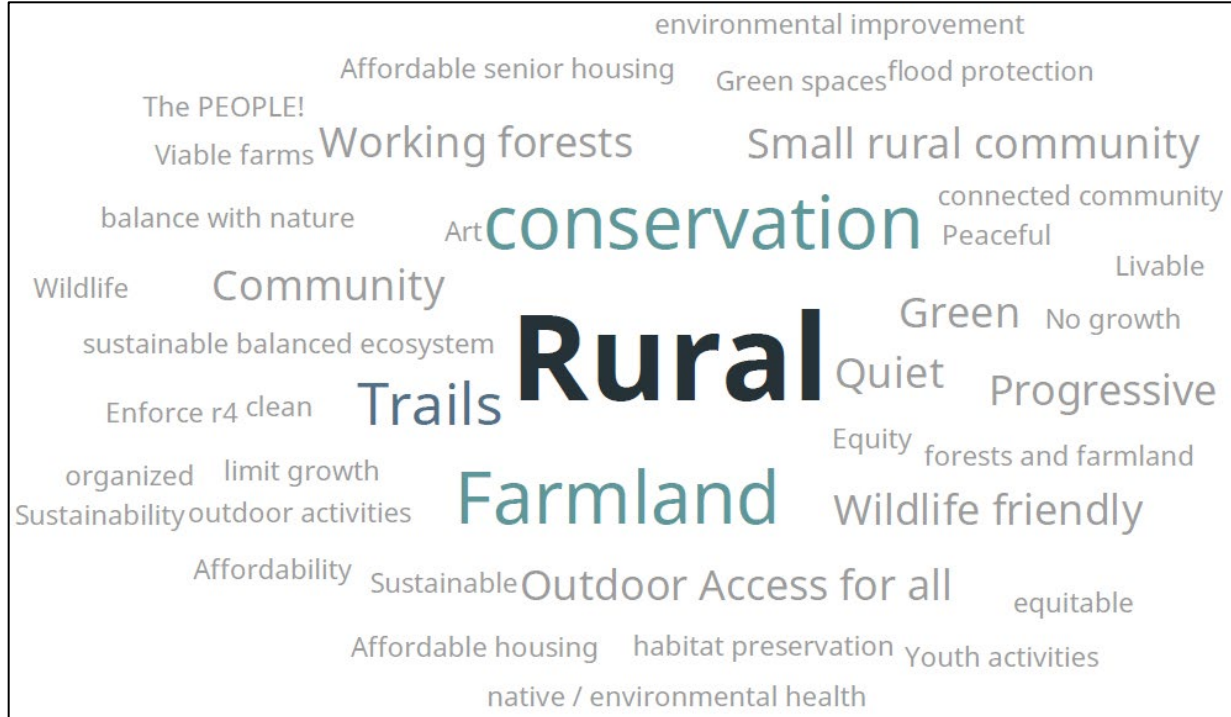 environmental improvement
Affordable senior housing
Green spaces
flood protection
The PEOPLE!
Working forests
Small rural community
Viable farms
connected community
balance with nature
Art
conservation
Peaceful
Livable
Wildlife
Community
Green
No growth
sustainable balanced ecosystem
Rural
Quiet
Progressive
Trails
Enforce r4
clean
Equity
forests and farmland
organized
limit growth
Farmland
Wildlife friendly
Sustainability
outdoor activities
Affordability
Sustainable
Outdoor Access for all
equitable
Affordable housing
habitat preservation
Youth activities
native / environmental health